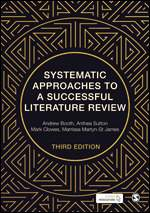 SYSTEMATIC APPROACHES TO
A SUCCESSFUL
LITERATURE REVIEW
Andrew Booth, Anthea Sutton
Mark Clowes, Marrissa Martyn-St James
THIRD EDITION